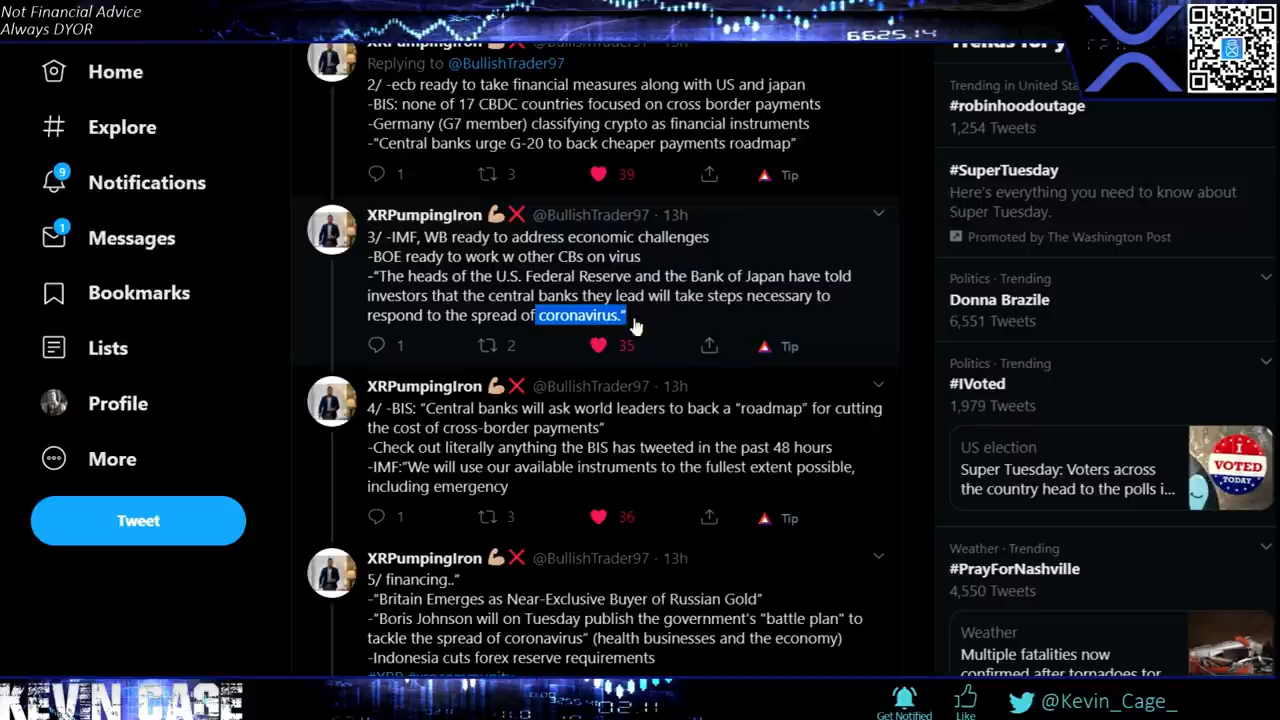 Not Financial Advice
Always DYOR
6625.14
Home
Explore
9
Notifications
1
Messages
Bookmarks
Lists
Profile
More
Tweet
XRPumpingIron @BullishTrader97 · 13h
Replying to @BullishTrader97
2/ -ecb ready to take financial measures along with US and japan
-BIS: none of 17 CBDC countries focused on cross border payments
-Germany (G7 member) classifying crypto as financial instruments
-“Central banks urge G-20 to back cheaper payments roadmap”
1 3 39 Tip
XRPumpingIron @BullishTrader97 · 13h
3/ -IMF, WB ready to address economic challenges
-BOE ready to work w other CBs on virus
-“The heads of the U.S. Federal Reserve and the Bank of Japan have told
investors that the central banks they lead will take steps necessary to
respond to the spread of coronavirus.”
1 2 35 Tip
XRPumpingIron @BullishTrader97 · 13h
4/ -BIS: “Central banks will ask world leaders to back a “roadmap” for cutting
the cost of cross-border payments”
-Check out literally anything the BIS has tweeted in the past 48 hours
-IMF:“We will use our available instruments to the fullest extent possible,
including emergency
1 3 36 Tip
XRPumpingIron @BullishTrader97 · 13h
5/ financing..”
-“Britain Emerges as Near-Exclusive Buyer of Russian Gold”
-“Boris Johnson will on Tuesday publish the government's "battle plan" to
tackle the spread of coronavirus” (health businesses and the economy)
-Indonesia cuts forex reserve requirements
Trends for y
Trending in United Sta
#robinhoodoutage
1,254 Tweets
#SuperTuesday
Here's everything you need to know about
Super Tuesday.
Promoted by The Washington Post
Politics · Trending
Donna Brazile
6,551 Tweets
Politics · Trending
#IVoted
1,979 Tweets
US election
Super Tuesday: Voters across
the country head to the polls i...
I
VOTED
TODAY
Weather · Trending
#PrayForNashville
4,550 Tweets
Weather
Multiple fatalities now
confirmed after tornadoes tor
KEVIN CAGE
Get Notified
Like
@Kevin_Cage_